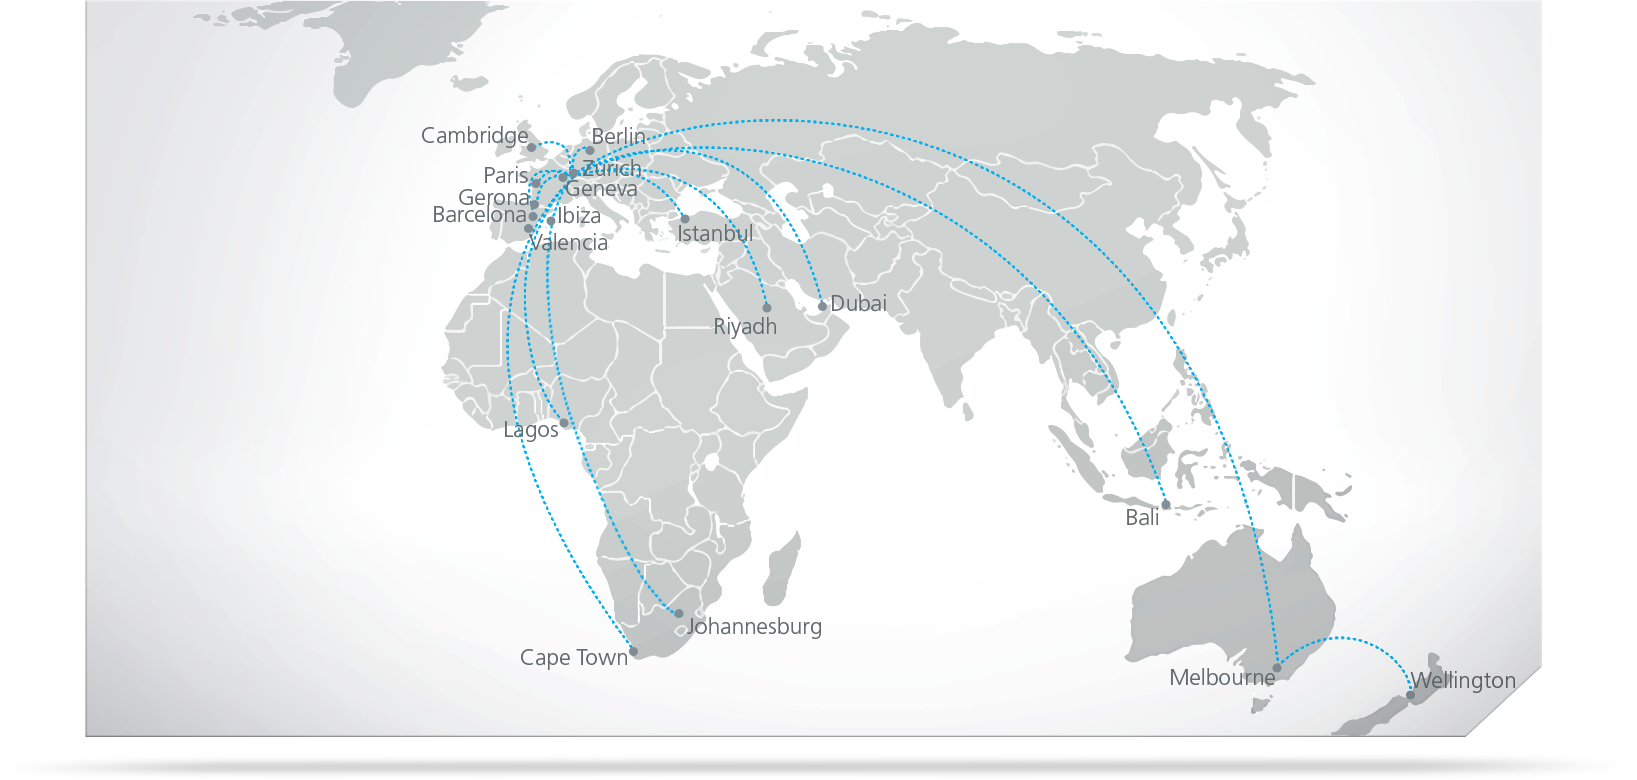 Cambridge
Berlin
Zurich
Paris
Geneva
Gerona
Barcelona
Ibiza
Valencia
Istanbul
Dubai
Riyadh
Lagos
Bali
Johannesburg
Cape Town
Melbourne
Wellington